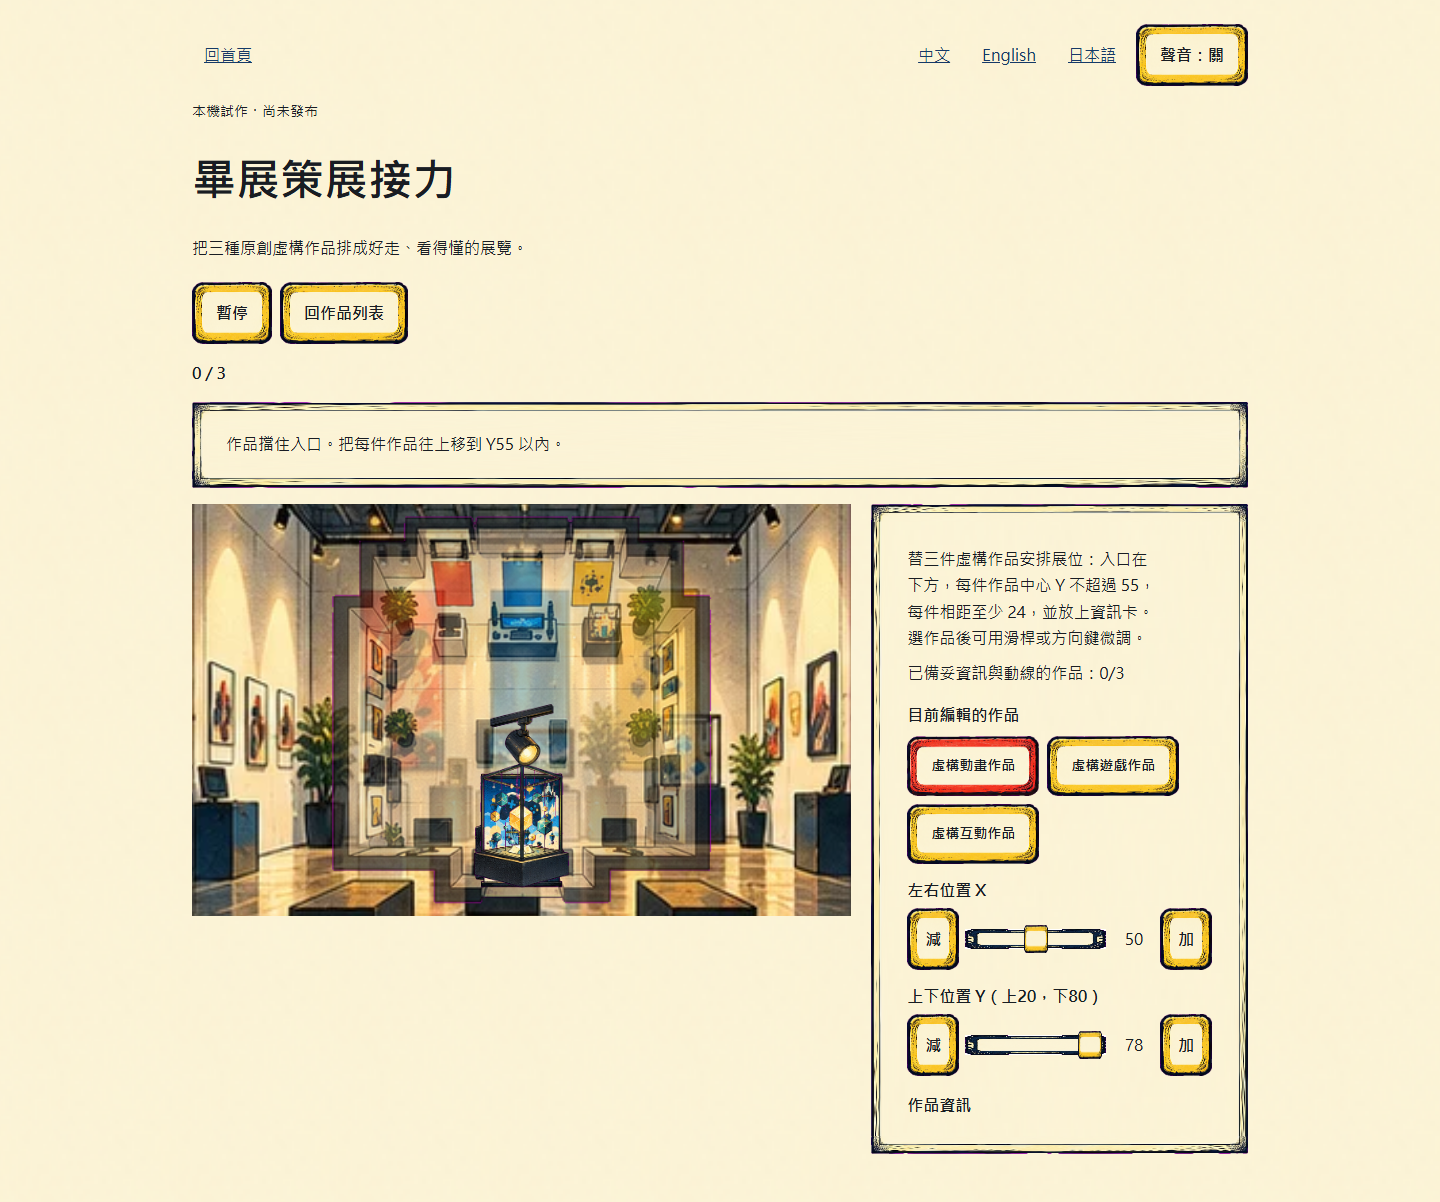 回首頁
中文 English 日本語 聲音：關
本機試作・尚未發布
畢展策展接力
把三種原創虛構作品排成好走、看得懂的展覽。
暫停 回作品列表
0 / 3
作品擋住入口。把每件作品往上移到 Y55 以內。
替三件虛構作品安排展位：入口在
下方，每件作品中心 Y 不超過 55，
每件相距至少 24，並放上資訊卡。
選作品後可用滑桿或方向鍵微調。
已備妥資訊與動線的作品：0/3
目前編輯的作品
虛構動畫作品 虛構遊戲作品
虛構互動作品
左右位置 X
減 50 加
上下位置 Y（上20，下80）
減 78 加
作品資訊